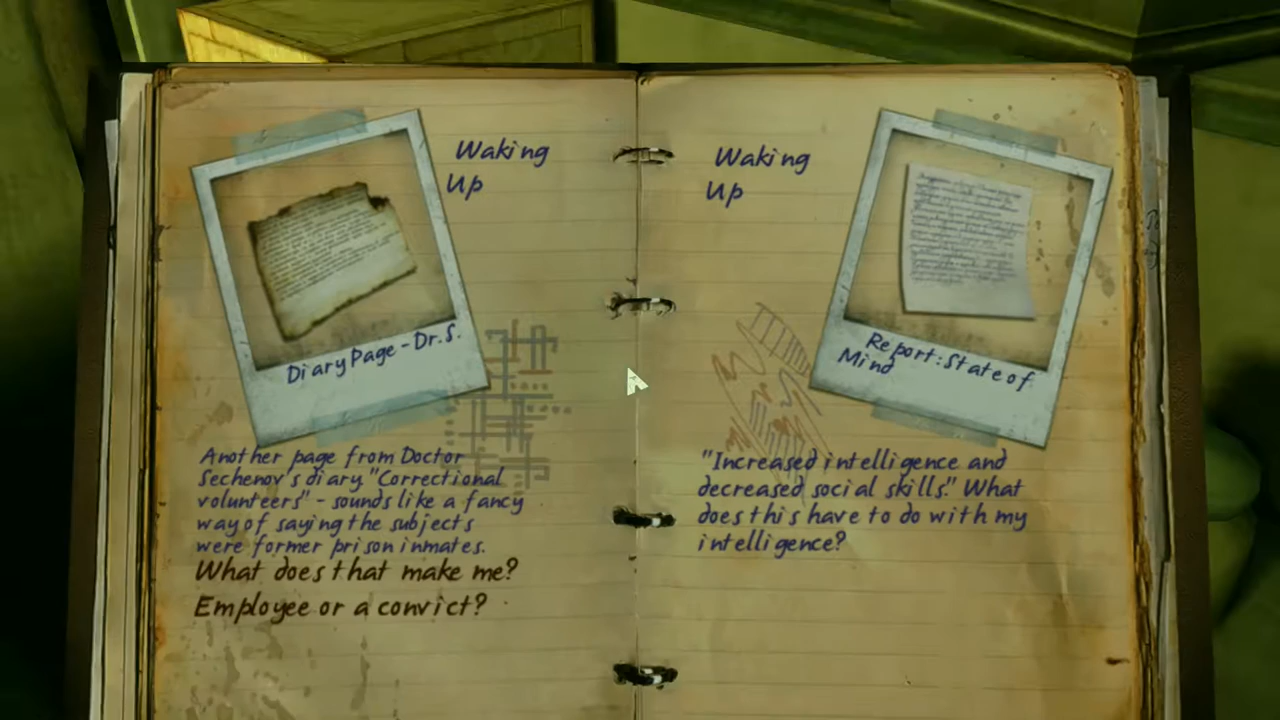 Waking
Up
Diary Page - Dr. S.
Another page from Doctor
Sechenov's diary. "Correctional
volunteers" - sounds like a fancy
way of saying the subjects
were former prison inmates.
What does that make me?
Employee or a convict?
Waking
Up
Report: State of
Mind
"Increased intelligence and
decreased social skills." What
does this have to do with my
intelligence?